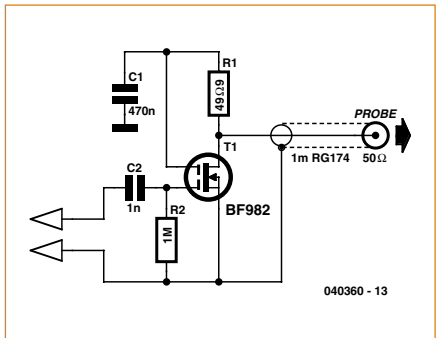 R1
C1
49Ω9
470n
T1
PROBE
1m RG174
50Ω
C2
1n
R2
1M
BF982
040360 - 13